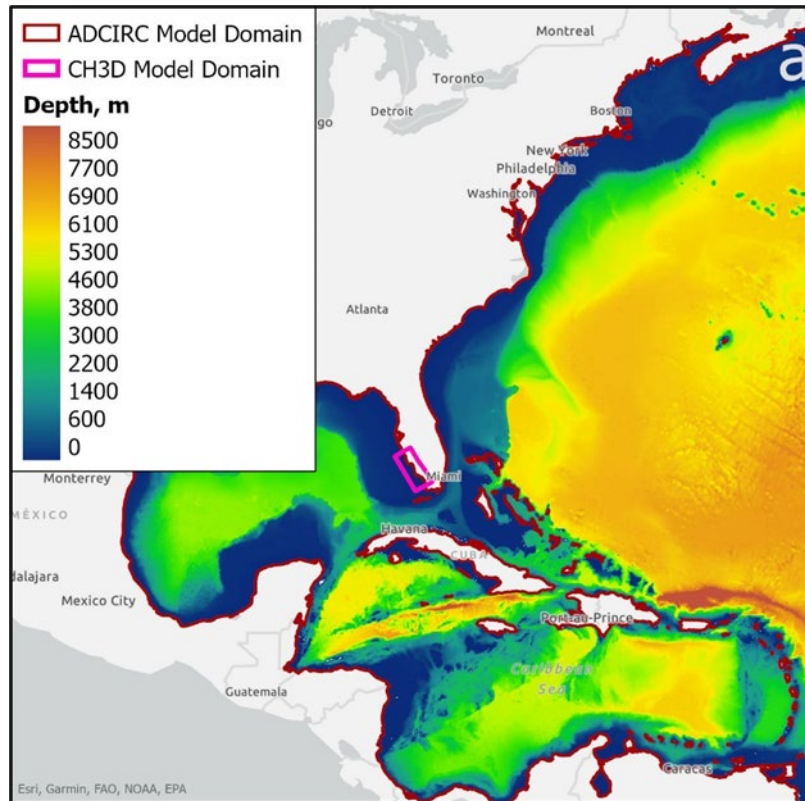 ADCIRC Model Domain
CH3D Model Domain
Depth, m
8500
7700
6900
6100
5300
4600
3800
3000
2200
1400
600
0
a
Montreal
Toronto
Detroit
Boston
go
New York
Philadelphia
Washington
Atlanta
Monterrey
Miami
MÉXICO
Havana
CUBA
dalajara
Mexico City
Port-au-Prince
Guatemala
Caribbean
Sea
Caracas
Esri, Garmin, FAO, NOAA, EPA